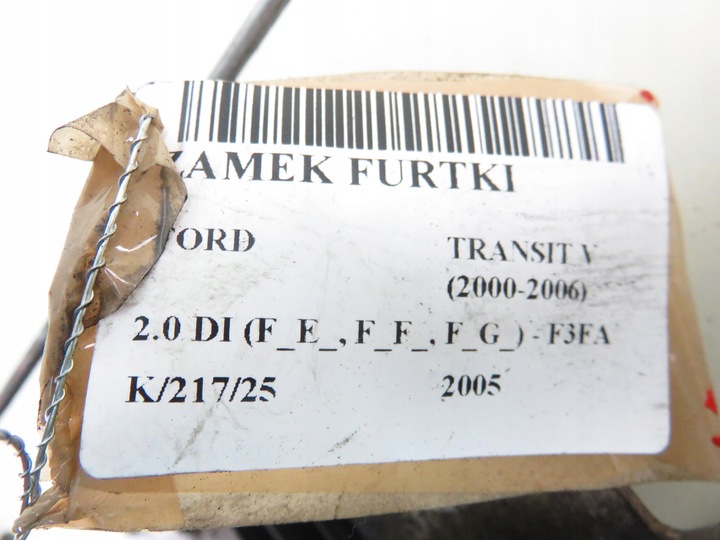 ZAMEK FURTKI
FORD
TRANSIT V
(2000-2006)
2.0 DI (F_E_, F_F_, F_G_) - F3FA
K/217/25
2005